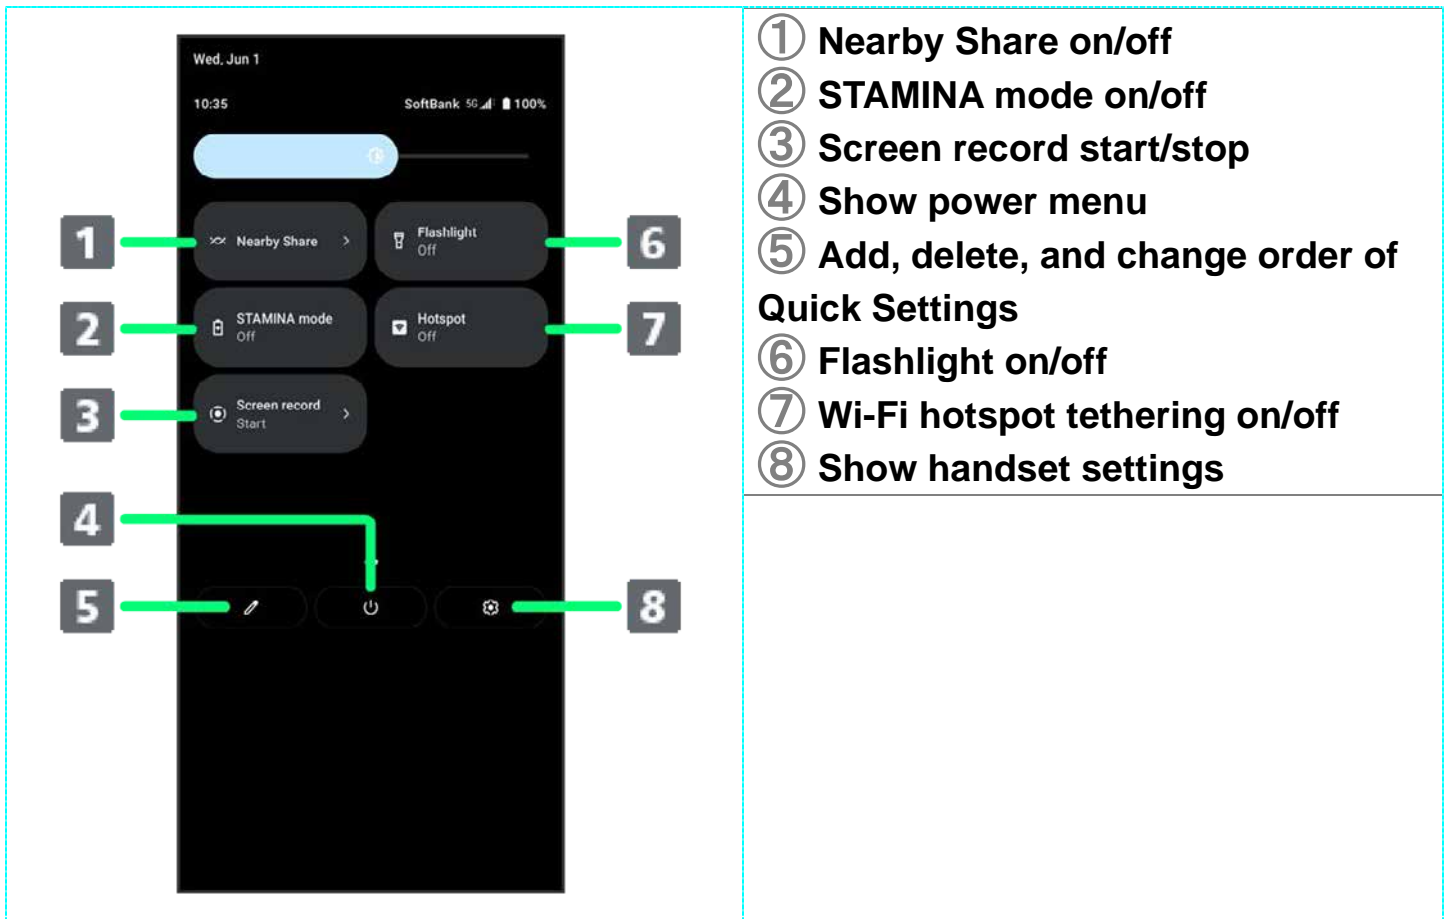 Wed, Jun 1
10:35 SoftBank 5G 100%
1
Nearby Share
Flashlight
Off
6
2
STAMINA mode
Off
Hotspot
Off
7
3
Screen record
Start
4
5
8
① Nearby Share on/off
② STAMINA mode on/off
③ Screen record start/stop
④ Show power menu
⑤ Add, delete, and change order of
Quick Settings
⑥ Flashlight on/off
⑦ Wi-Fi hotspot tethering on/off
⑧ Show handset settings